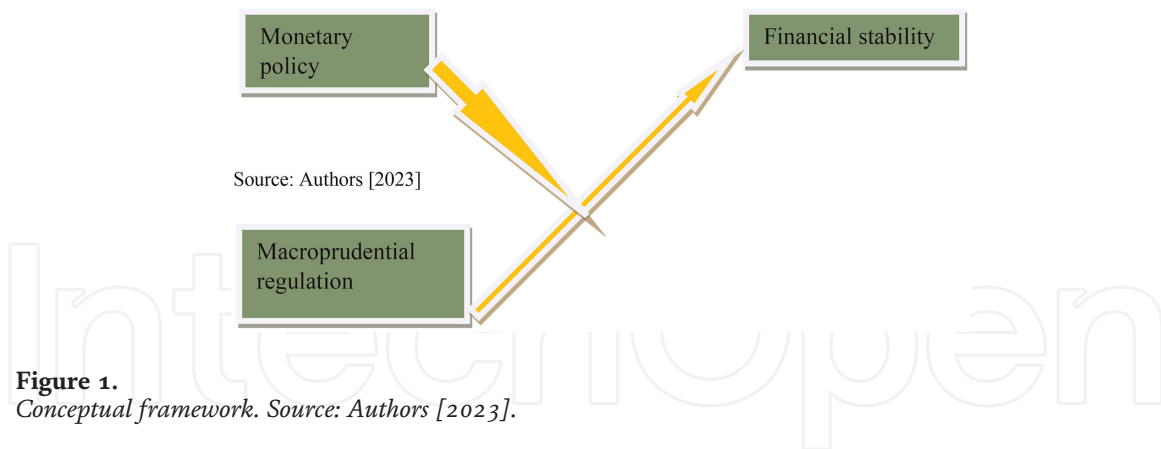 Monetary
policy
Financial stability
Source: Authors [2023]
Macroprudential
regulation
IntechOpen
Figure 1.
Conceptual framework. Source: Authors [2023].